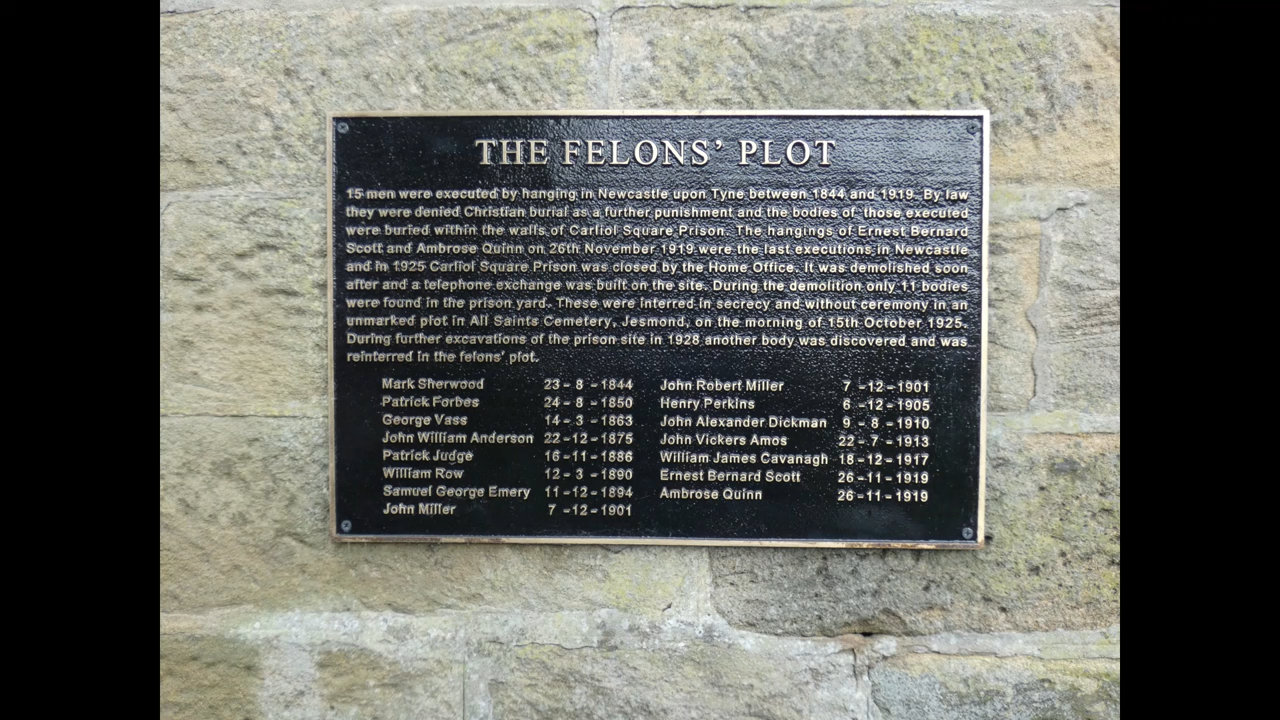 THE FELONS' PLOT
15 men were executed by hanging in Newcastle upon Tyne between 1844 and 1919. By law
they were denied Christian burial as a further punishment and the bodies of those executed
were buried within the walls of Carliol Square Prison. The hangings of Ernest Bernard
Scott and Ambrose Quinn on 26th November 1919 were the last executions in Newcastle
and in 1925 Carliol Square Prison was closed by the Home Office. It was demolished soon
after and a telephone exchange was built on the site. During the demolition only 11 bodies
were found in the prison yard. These were interred in secrecy and without ceremony in an
unmarked plot in All Saints Cemetery, Jesmond, on the morning of 15th October 1925.
During further excavations of the prison site in 1928 another body was discovered and was
reinterred in the felons' plot.
Mark Sherwood 23 - 8 - 1844
Patrick Forbes 24 - 8 - 1850
George Vass 14 - 3 - 1863
John William Anderson 22 - 12 - 1875
Patrick Judge 16 - 11 - 1886
William Row 12 - 3 - 1890
Samuel George Emery 11 - 12 - 1894
John Miller 7 - 12 - 1901
John Robert Miller 7 - 12 - 1901
Henry Perkins 6 - 12 - 1905
John Alexander Dickman 9 - 8 - 1910
John Vickers Amos 22 - 7 - 1913
William James Cavanagh 18 - 12 - 1917
Ernest Bernard Scott 26 - 11 - 1919
Ambrose Quinn 26 - 11 - 1919